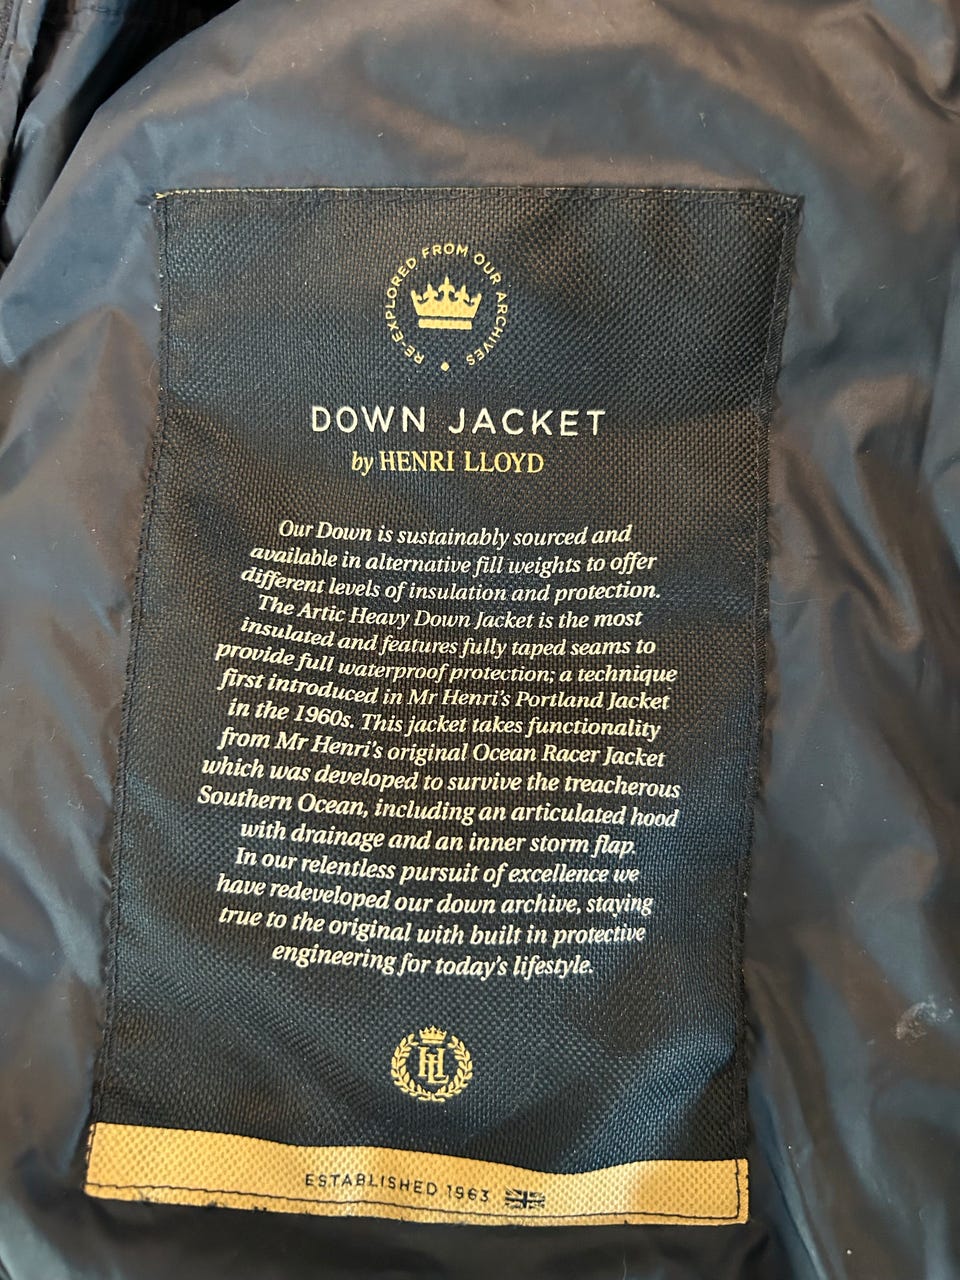 RE-EXPLORED FROM OUR ARCHIVES
DOWN JACKET
by HENRI LLOYD
Our Down is sustainably sourced and
available in alternative fill weights to offer
different levels of insulation and protection.
The Artic Heavy Down Jacket is the most
insulated and features fully taped seams to
provide full waterproof protection; a technique
first introduced in Mr Henri's Portland Jacket
in the 1960s. This jacket takes functionality
from Mr Henri's original Ocean Racer Jacket
which was developed to survive the treacherous
Southern Ocean, including an articulated hood
with drainage and an inner storm flap.
In our relentless pursuit of excellence we
have redeveloped our down archive, staying
true to the original with built in protective
engineering for today's lifestyle.
HL
ESTABLISHED 1963